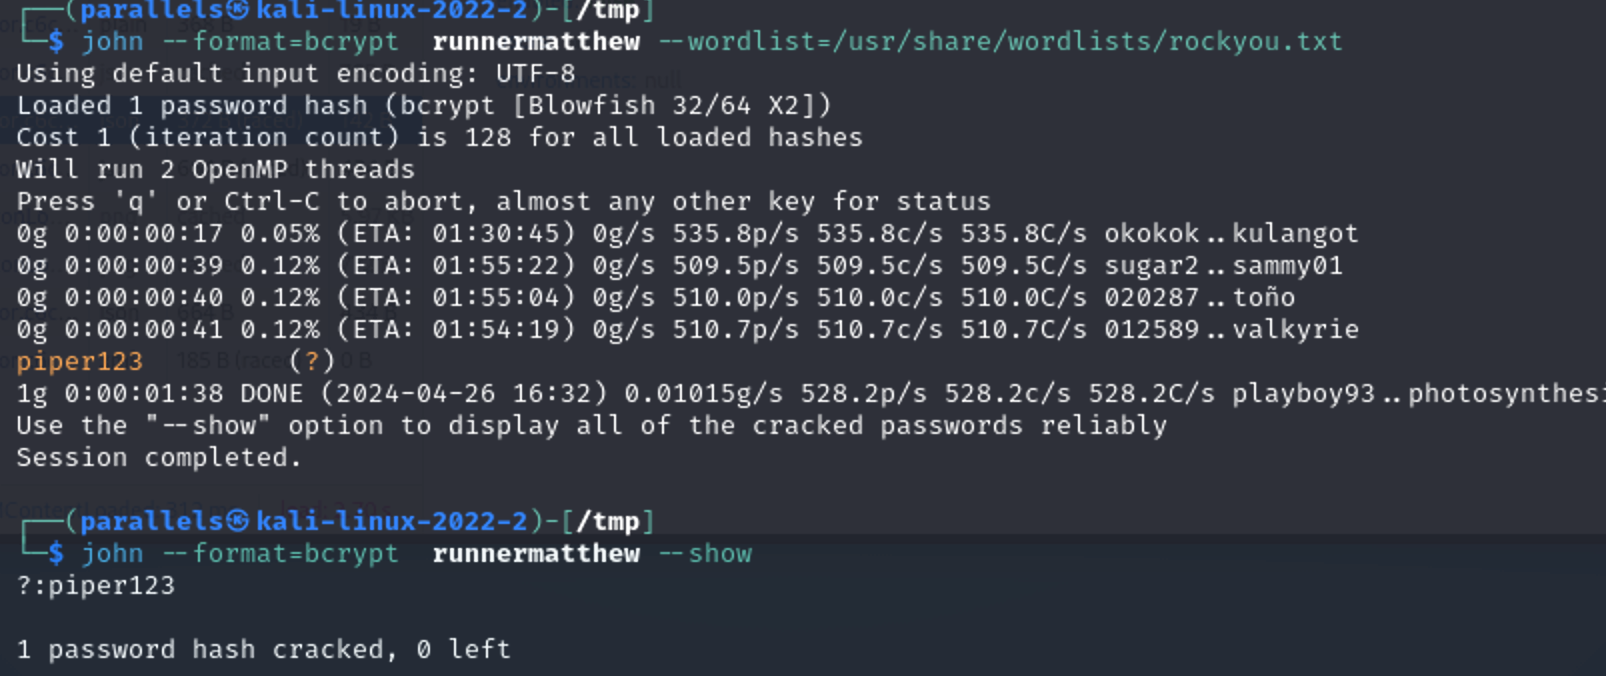 ┌──(parallels㉿kali-linux-2022-2)-[/tmp]
└─$ john --format=bcrypt  runnermatthew --wordlist=/usr/share/wordlists/rockyou.txt
Using default input encoding: UTF-8
Loaded 1 password hash (bcrypt [Blowfish 32/64 X2])
Cost 1 (iteration count) is 128 for all loaded hashes
Will run 2 OpenMP threads
Press 'q' or Ctrl-C to abort, almost any other key for status
0g 0:00:00:17 0.05% (ETA: 01:30:45) 0g/s 535.8p/s 535.8c/s 535.8C/s okokok..kulangot
0g 0:00:00:39 0.12% (ETA: 01:55:22) 0g/s 509.5p/s 509.5c/s 509.5C/s sugar2..sammy01
0g 0:00:00:40 0.12% (ETA: 01:55:04) 0g/s 510.0p/s 510.0c/s 510.0C/s 020287..toño
0g 0:00:00:41 0.12% (ETA: 01:54:19) 0g/s 510.7p/s 510.7c/s 510.7C/s 012589..valkyrie
piper123         (?)
1g 0:00:01:38 DONE (2024-04-26 16:32) 0.01015g/s 528.2p/s 528.2c/s 528.2C/s playboy93..photosynthes
Use the "--show" option to display all of the cracked passwords reliably
Session completed.
┌──(parallels㉿kali-linux-2022-2)-[/tmp]
└─$ john --format=bcrypt  runnermatthew --show
?:piper123
1 password hash cracked, 0 left